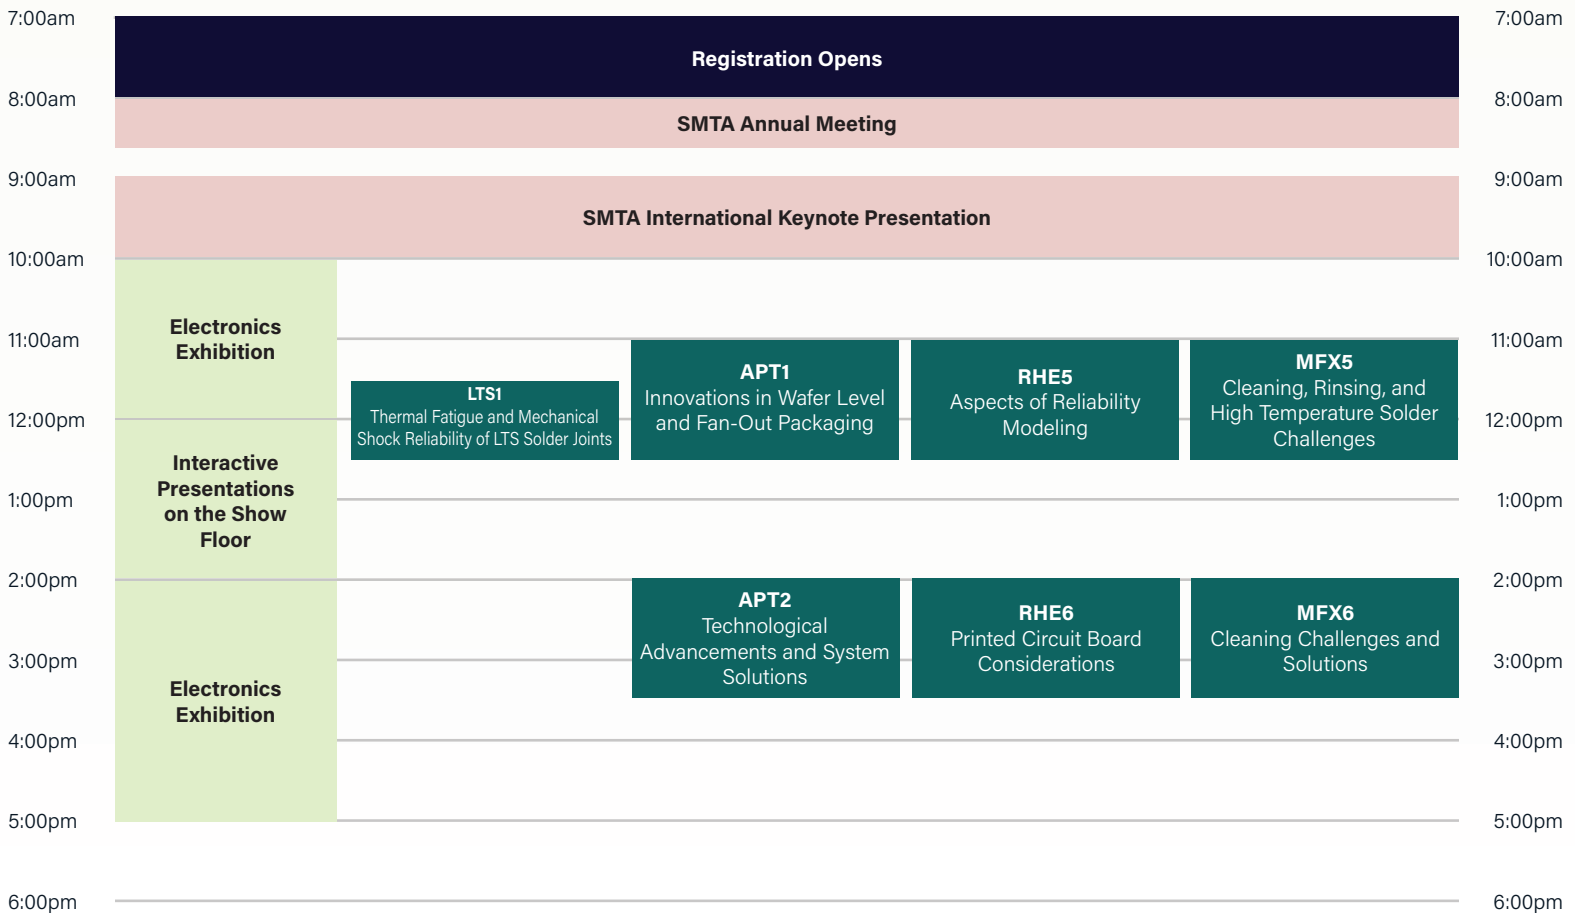 7:00am
7:00am
Registration Opens
8:00am
8:00am
SMTA Annual Meeting
9:00am
9:00am
SMTA International Keynote Presentation
10:00am
10:00am
Electronics
Exhibition
11:00am
11:00am
LTS1
Thermal Fatigue and Mechanical
Shock Reliability of LTS Solder Joints
APT1
Innovations in Wafer Level
and Fan-Out Packaging
RHE5
Aspects of Reliability
Modeling
MFX5
Cleaning, Rinsing, and
High Temperature Solder
Challenges
12:00pm
12:00pm
Interactive
Presentations
on the Show
Floor
1:00pm
1:00pm
2:00pm
2:00pm
APT2
Technological
Advancements and System
Solutions
RHE6
Printed Circuit Board
Considerations
MFX6
Cleaning Challenges and
Solutions
3:00pm
3:00pm
Electronics
Exhibition
4:00pm
4:00pm
5:00pm
5:00pm
6:00pm
6:00pm